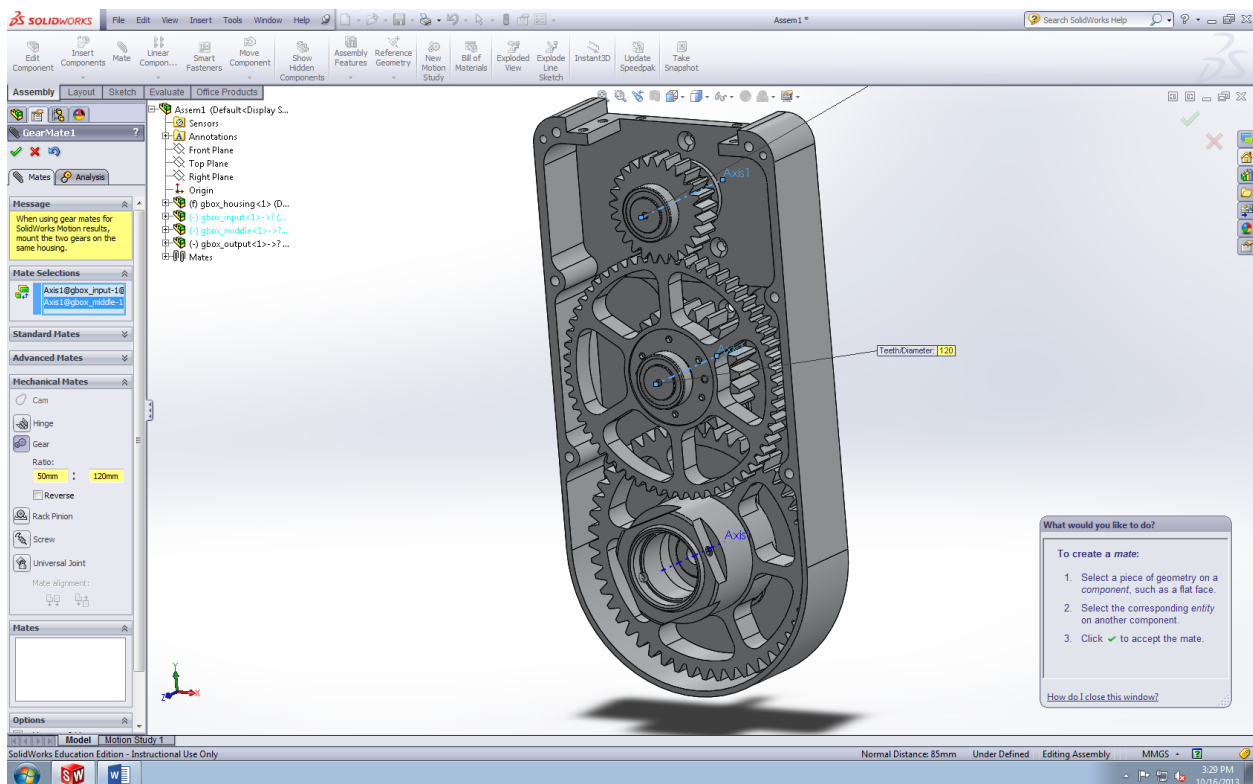 SOLIDWORKS File Edit View Insert Tools Window Help Assem1 * Search SolidWorks Help
Edit Component
Insert Components
Mate
Linear Compon...
Smart Fasteners
Move Component
Show Hidden Components
Assembly Features
Reference Geometry
New Motion Study
Bill of Materials
Exploded View
Explode Line Sketch
Instant3D
Update Speedpak
Take Snapshot
Assembly Layout Sketch Evaluate Office Products
GearMate1 ?
Mates Analysis
Message
When using gear mates for
SolidWorks Motion results,
mount the two gears on the
same housing.
Mate Selections
Axis1@gbox_input-1@
Axis1@gbox_middle-1
Standard Mates
Advanced Mates
Mechanical Mates
Cam
Hinge
Gear
Ratio:
50mm : 120mm
Reverse
Rack Pinion
Screw
Universal Joint
Mate alignment:
Mates
Options
Assem1 (Default<Display S...
Sensors
Annotations
Front Plane
Top Plane
Right Plane
Origin
(f) gbox_housing<1> (D...
(-) gbox_input<1>->? (...
(-) gbox_middle<1>->?...
(-) gbox_output<1>->?...
Mates
Axis1
Teeth/Diameter: 120
Axis
Y
Z X
What would you like to do?
To create a mate:
1. Select a piece of geometry on a
component, such as a flat face.
2. Select the corresponding entity
on another component.
3. Click to accept the mate.
How do I close this window?
Model Motion Study 1
SolidWorks Education Edition - Instructional Use Only Normal Distance: 85mm Under Defined Editing Assembly MMGS
3:29 PM
10/16/2013